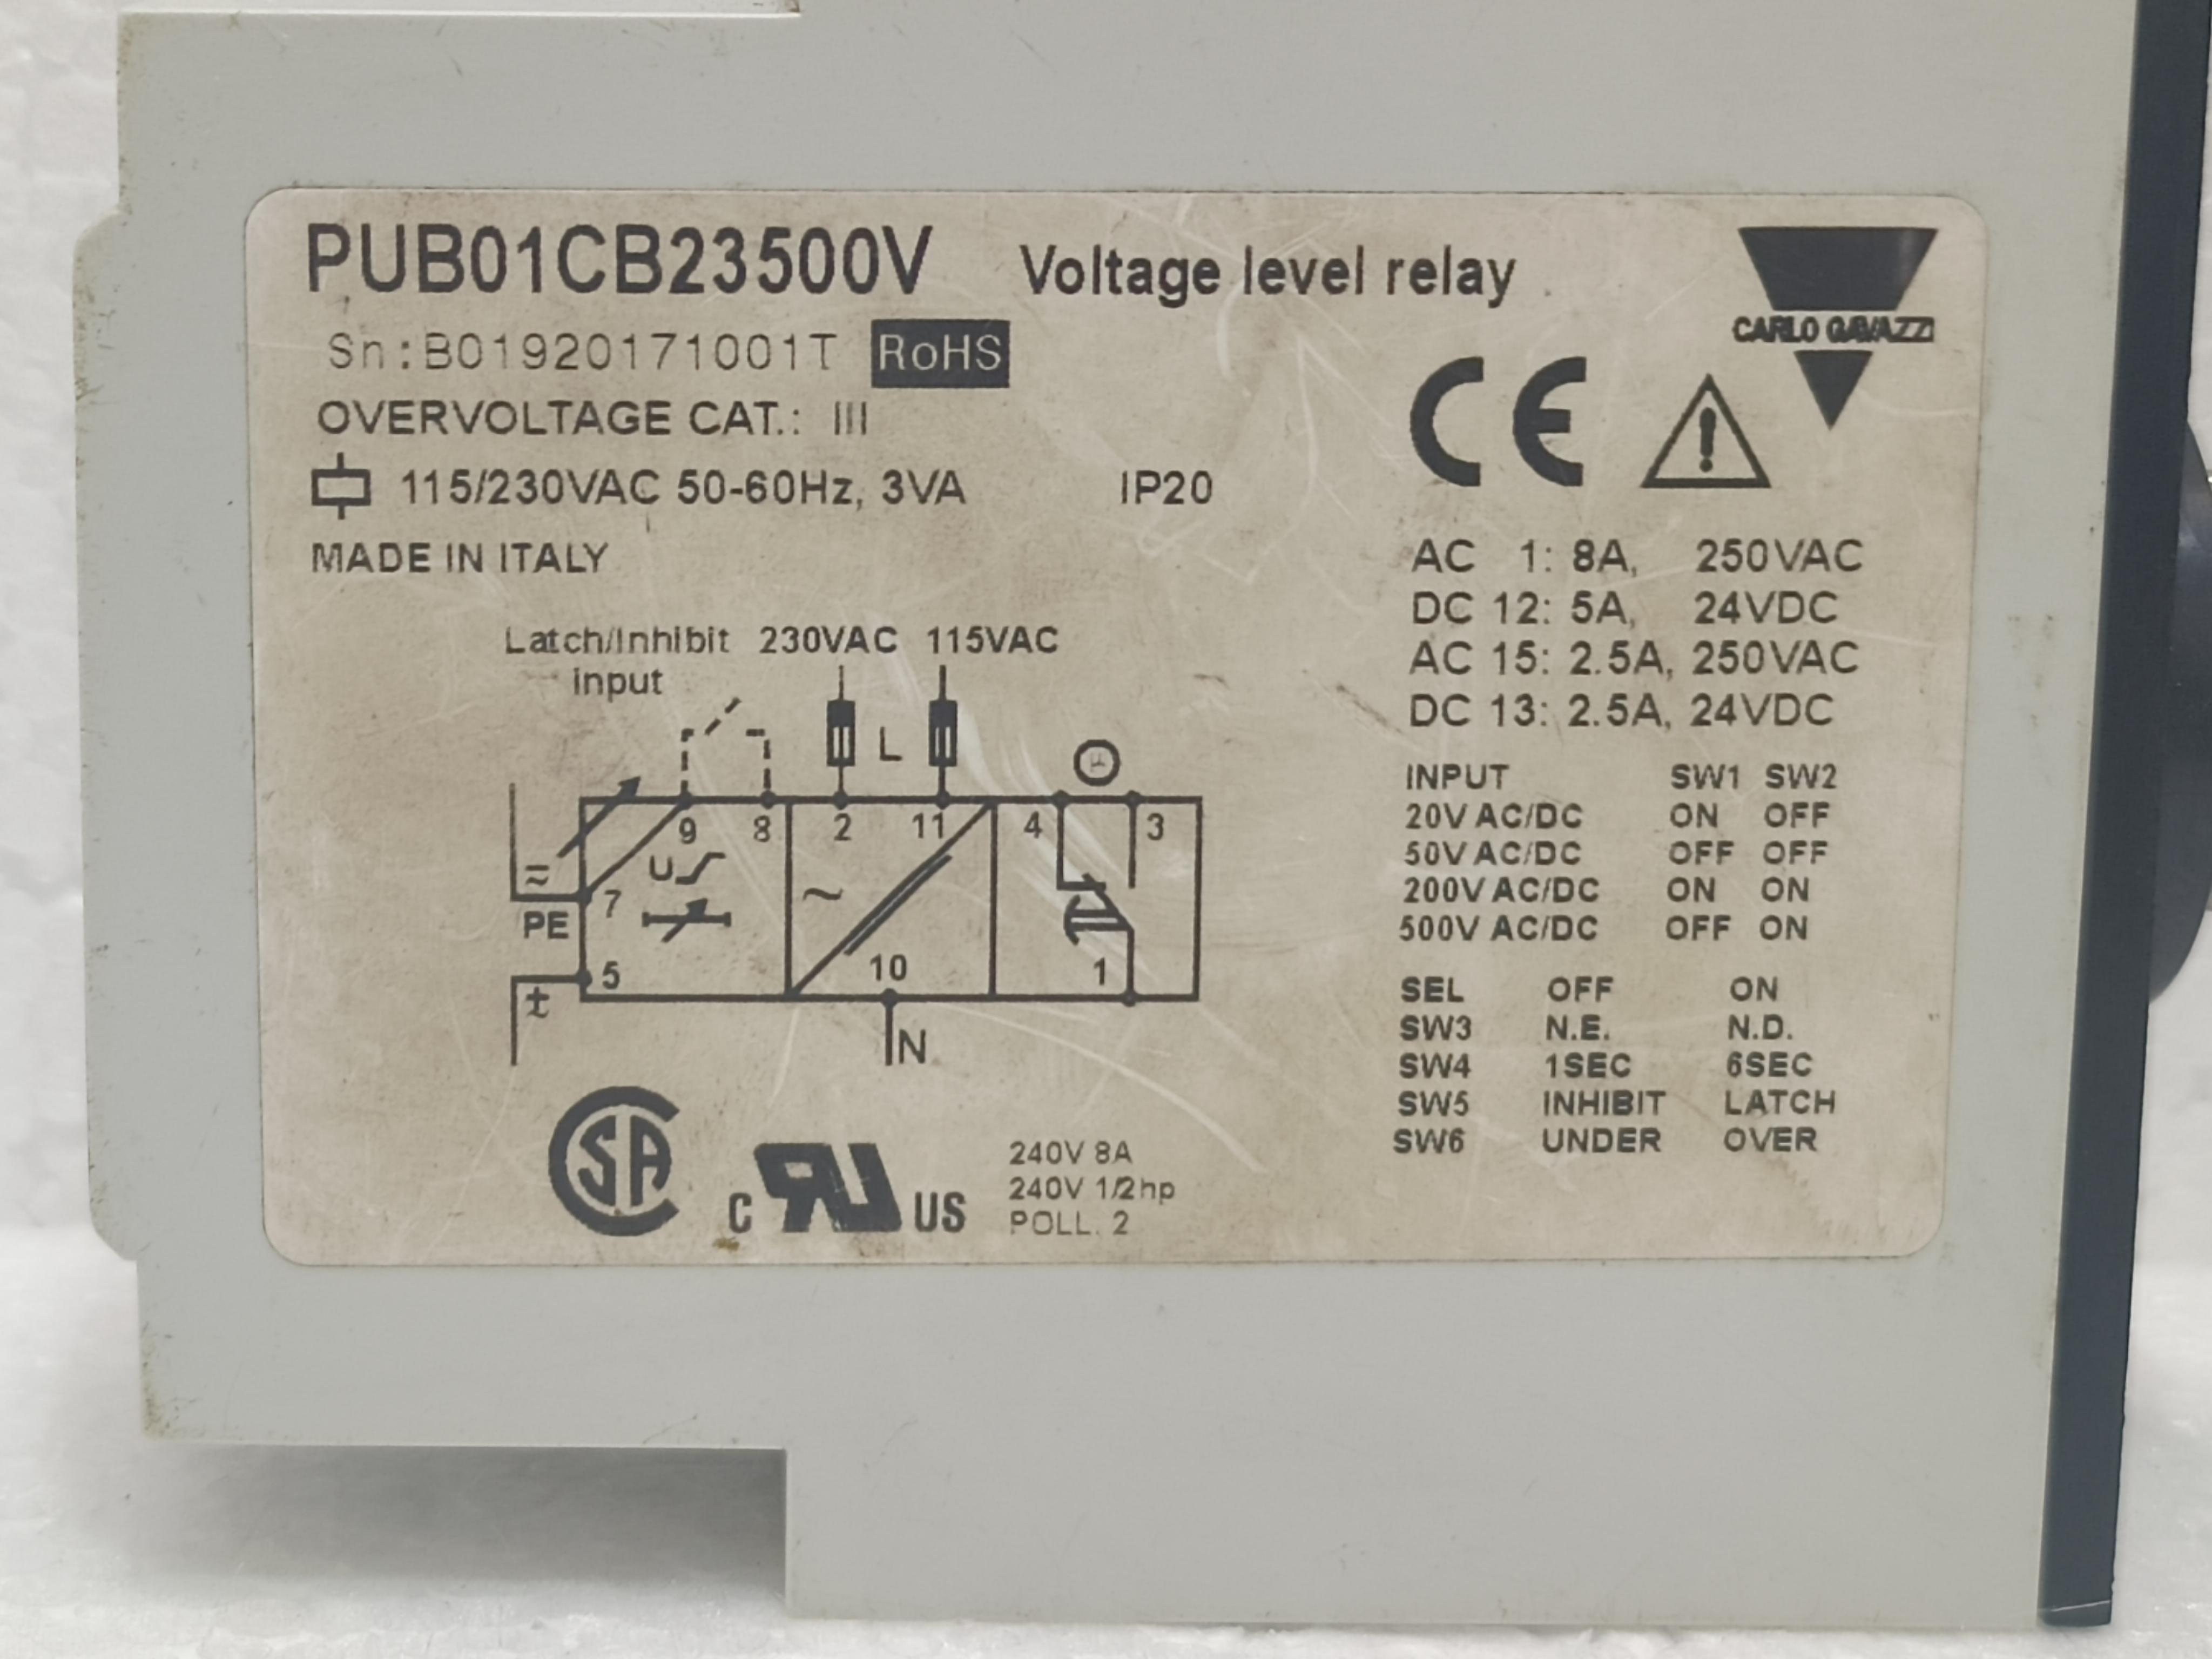 PUB01CB23500V Voltage level relay
CARLO GAVAZZI
Sn:B01920171001T RoHS
OVERVOLTAGE CAT.: III
115/230VAC 50-60Hz, 3VA IP20
MADE IN ITALY
CE
AC 1: 8A, 250VAC
DC 12: 5A, 24VDC
AC 15: 2.5A, 250VAC
DC 13: 2.5A, 24VDC
Latch/Inhibit 230VAC 115VAC
input
L
9 8 2 11 4 3
U
7
PE
~
5 10 1
±
N
INPUT SW1 SW2
20V AC/DC ON OFF
50V AC/DC OFF OFF
200V AC/DC ON ON
500V AC/DC OFF ON
SEL OFF ON
SW3 N.E. N.D.
SW4 1SEC 6SEC
SW5 INHIBIT LATCH
SW6 UNDER OVER
SA
C RU US
240V 8A
240V 1/2hp
POLL. 2